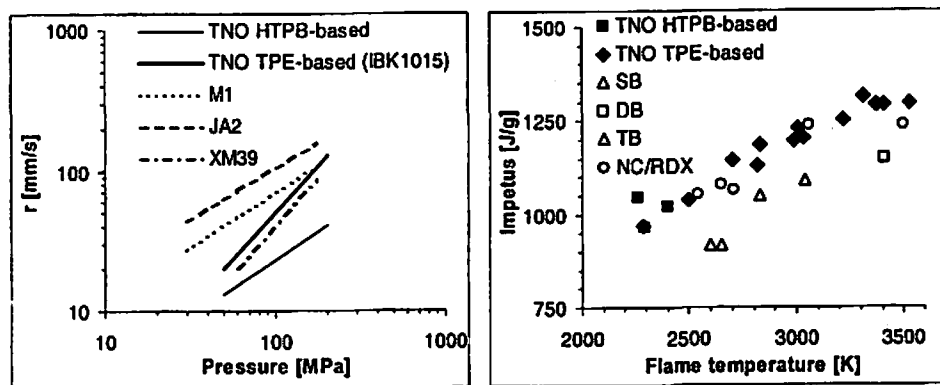 1000
100
10
r [mm/s]
TNO HTPB-based
TNO TPE-based (IBK1015)
M1
JA2
XM39
10
100
1000
Pressure [MPa]
1500
1250
1000
750
Impetus [J/g]
TNO HTPB-based
TNO TPE-based
SB
DB
TB
NC/RDX
2000
2500
3000
3500
Flame temperature [K]